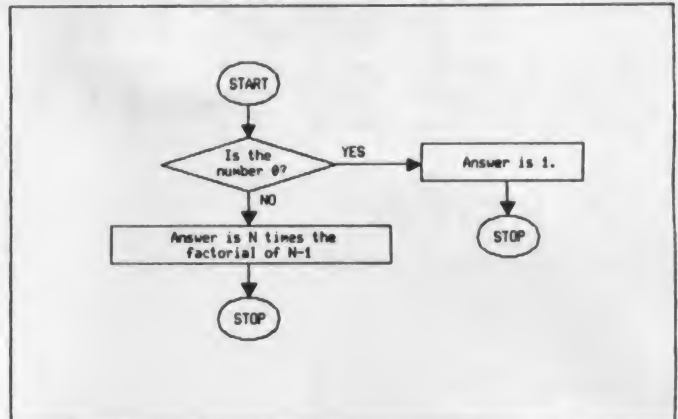 START
Is the
number 0?
YES
Answer is 1.
NO
Answer is N times the
factorial of N-1
STOP
STOP